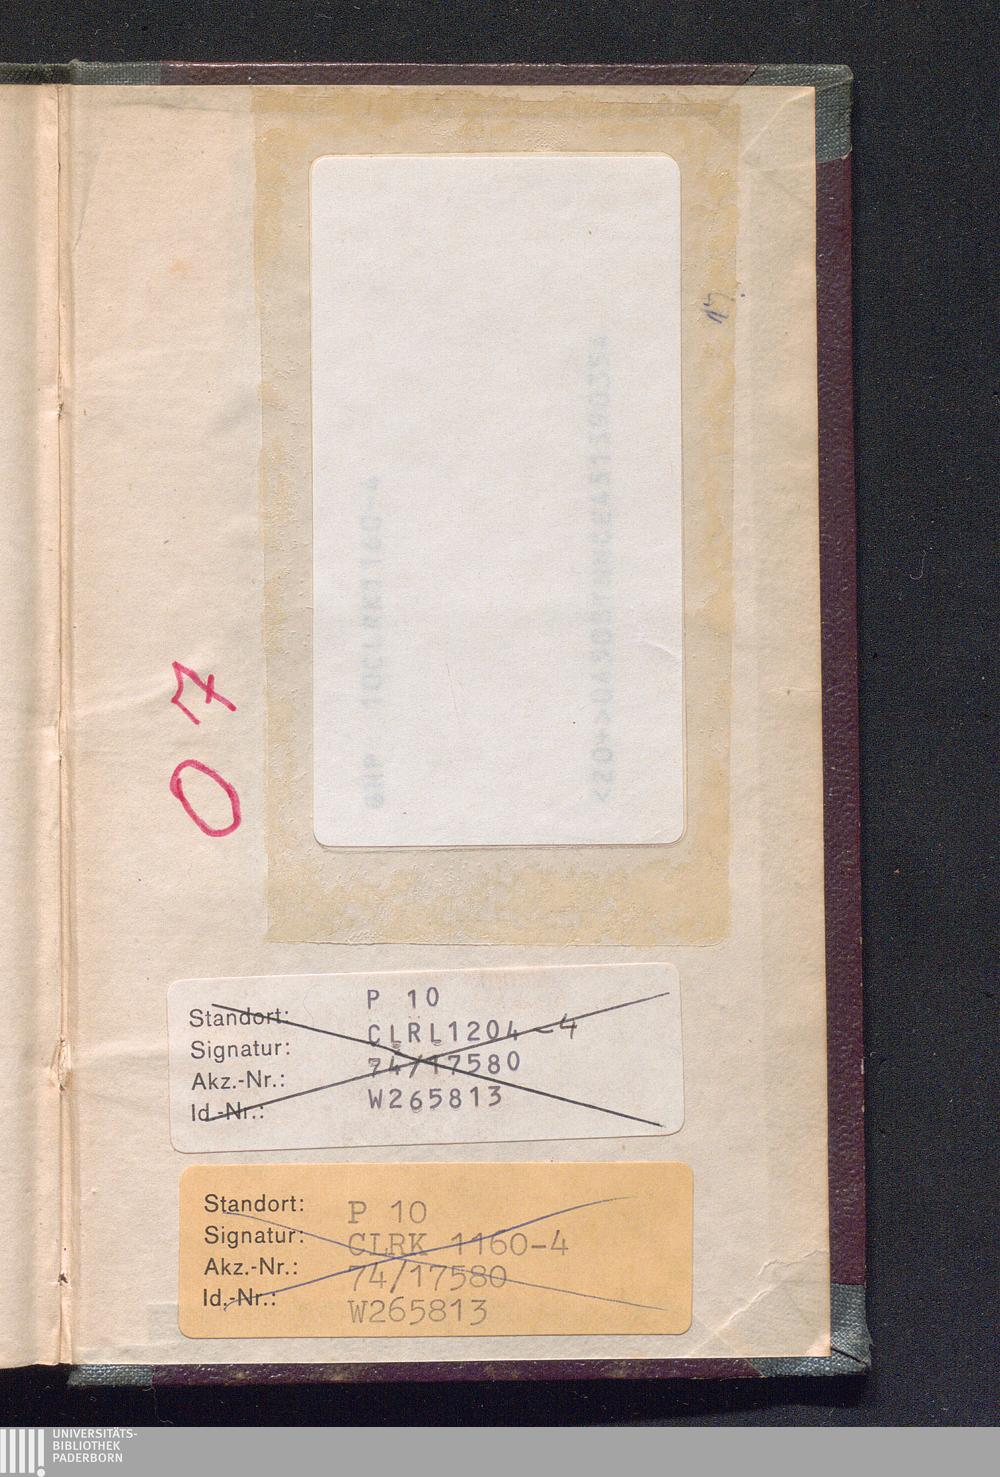 07
Standort: P 10
Signatur: CLRL1204-4
Akz.-Nr.: 74/17580
Id.-Nr.: W265813
Standort: P 10
Signatur: CLRK 1160-4
Akz.-Nr.: 74/17580
Id.-Nr.: W265813
UNIVERSITÄTS-
BIBLIOTHEK
PADERBORN